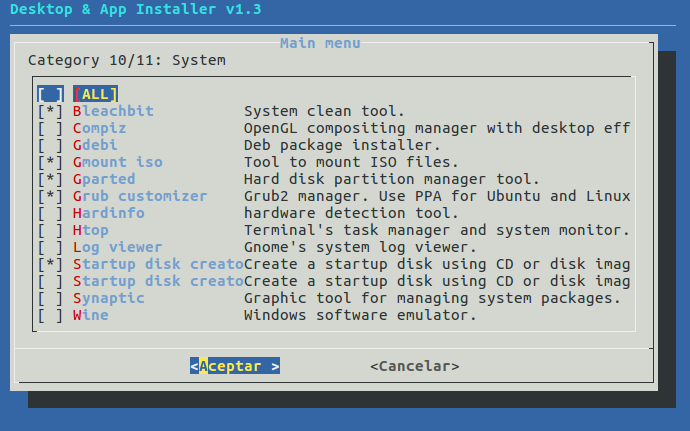 Desktop & App Installer v1.3
Main menu
Category 10/11: System
[ ] [ALL]
[*] Bleachbit System clean tool.
[ ] Compiz OpenGL compositing manager with desktop eff
[ ] Gdebi Deb package installer.
[*] Gmount iso Tool to mount ISO files.
[*] Gparted Hard disk partition manager tool.
[*] Grub customizer Grub2 manager. Use PPA for Ubuntu and Linux
[ ] Hardinfo hardware detection tool.
[ ] Htop Terminal's task manager and system monitor.
[ ] Log viewer Gnome's system log viewer.
[*] Startup disk creatoCreate a startup disk using CD or disk imag
[ ] Startup disk creatoCreate a startup disk using CD or disk imag
[ ] Synaptic Graphic tool for managing system packages.
[ ] Wine Windows software emulator.
<Aceptar > <Cancelar>